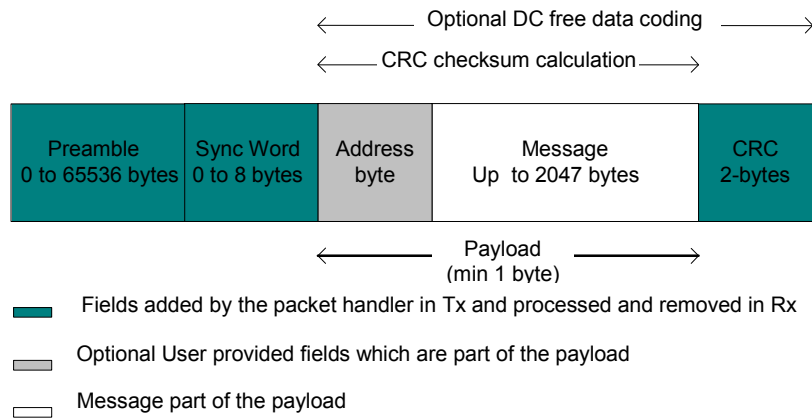 Optional DC free data coding
CRC checksum calculation
Preamble
0 to 65536 bytes
Sync Word
0 to 8 bytes
Address
byte
Message
Up to 2047 bytes
CRC
2-bytes
Payload
(min 1 byte)
Fields added by the packet handler in Tx and processed and removed in Rx
Optional User provided fields which are part of the payload
Message part of the payload